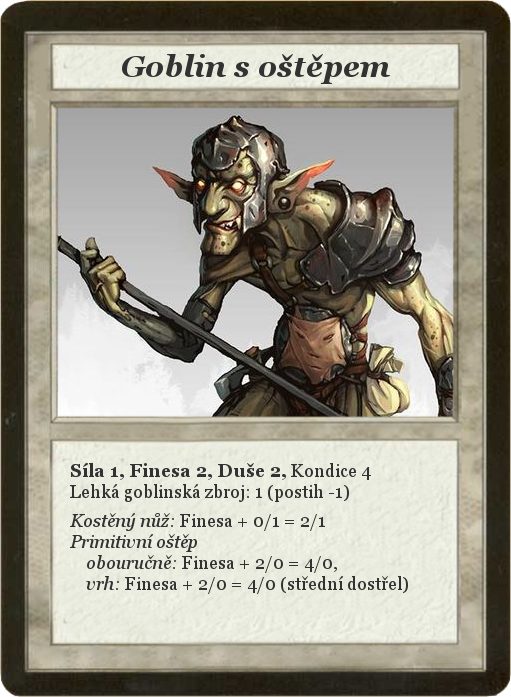 Goblin s oštěpem
Síla 1, Finesa 2, Duše 2, Kondice 4
Lehká goblinská zbroj: 1 (postih -1)
Kostěný nůž: Finesa + 0/1 = 2/1
Primitivní oštěp
obouručně: Finesa + 2/0 = 4/0,
vrh: Finesa + 2/0 = 4/0 (střední dostřel)